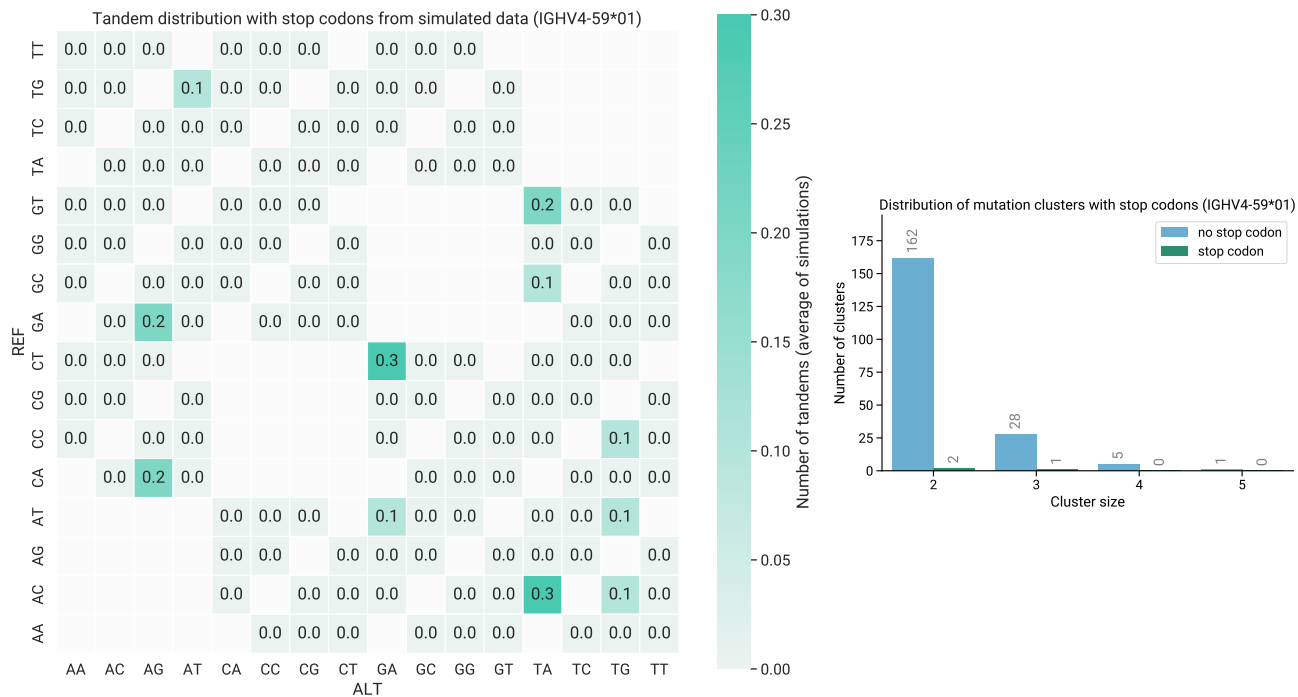 Tandem distribution with stop codons from simulated data (IGHV4-59*01)
TT 0.0 0.0 0.0 0.0 0.0 0.0 0.0 0.0 0.0
TG 0.0 0.0 0.1 0.0 0.0 0.0 0.0 0.0 0.0
TC 0.0 0.0 0.0 0.0 0.0 0.0 0.0 0.0 0.0
TA 0.0 0.0 0.0 0.0 0.0 0.0 0.0 0.0 0.0
GT 0.0 0.0 0.0 0.0 0.0 0.0 0.2 0.0 0.0
GG 0.0 0.0 0.0 0.0 0.0 0.0 0.0 0.0 0.0
GC 0.0 0.0 0.0 0.0 0.0 0.0 0.1 0.0 0.0
GA 0.0 0.2 0.0 0.0 0.0 0.0 0.0 0.0 0.0
CT 0.0 0.0 0.0 0.3 0.0 0.0 0.0 0.0 0.0
CG 0.0 0.0 0.0 0.0 0.0 0.0 0.0 0.0 0.0
CC 0.0 0.0 0.0 0.0 0.0 0.0 0.0 0.1 0.0
CA 0.0 0.2 0.0 0.0 0.0 0.0 0.0 0.0 0.0
AT 0.0 0.0 0.0 0.1 0.0 0.0 0.0 0.0 0.1
AG 0.0 0.0 0.0 0.0 0.0 0.0 0.0 0.0 0.0
AC 0.0 0.0 0.0 0.0 0.0 0.0 0.3 0.1 0.0
AA 0.0 0.0 0.0 0.0 0.0 0.0 0.0 0.0 0.0
REF
AA AC AG AT CA CC CG CT GA GC GG GT TA TC TG TT
ALT
0.30
0.25
0.20
0.15
0.10
0.05
0.00
Number of tandems (average of simulations)
Distribution of mutation clusters with stop codons (IGHV4-59*01)
no stop codon
stop codon
175
150
125
100
75
50
25
0
Number of clusters
162
2
28
1
5
0
1
0
2 3 4 5
Cluster size